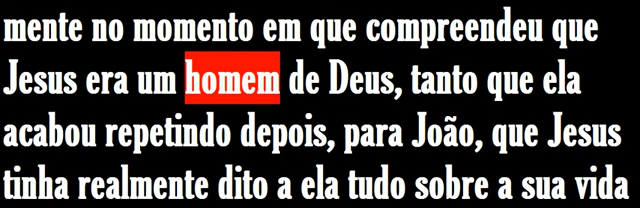 mente no momento em que compreendeu que
Jesus era um homem de Deus, tanto que ela
acabou repetindo depois, para João, que Jesus
tinha realmente dito a ela tudo sobre a sua vida